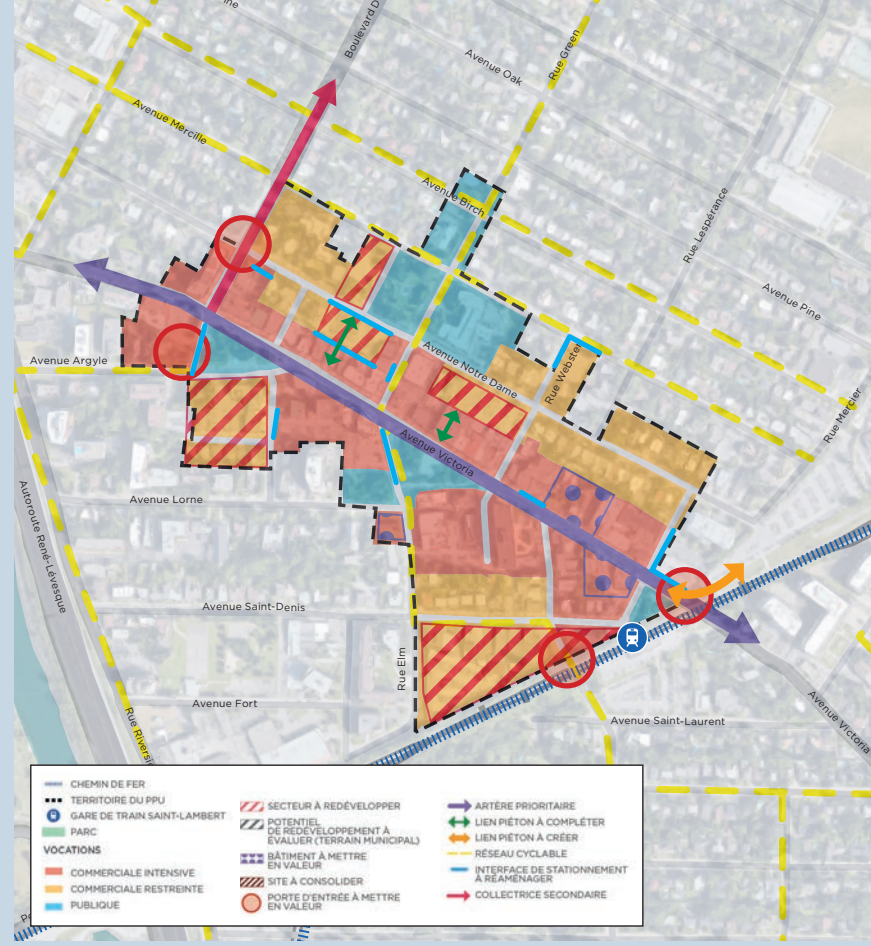 Boulevard D
Avenue Oak
Rue Green
Avenue Mercille
Avenue Birch
Rue Lespérance
Avenue Pine
Avenue Argyle
Avenue Notre Dame
Rue Webster
Rue Mercier
Avenue Victoria
Avenue Lorne
Autoroute René-Lévesque
Avenue Saint-Denis
Rue Elm
Avenue Fort
Avenue Saint-Laurent
Avenue Victoria
Rue Riversi
CHEMIN DE FER
TERRITOIRE DU PPU
GARE DE TRAIN SAINT-LAMBERT
PARC
VOCATIONS
COMMERCIALE INTENSIVE
COMMERCIALE RESTREINTE
PUBLIQUE
SECTEUR À REDÉVELOPPER
POTENTIEL
DE REDÉVELOPPEMENT À
ÉVALUER (TERRAIN MUNICIPAL)
BÂTIMENT À METTRE
EN VALEUR
SITE À CONSOLIDER
PORTE D'ENTRÉE À METTRE
EN VALEUR
ARTÈRE PRIORITAIRE
LIEN PIÉTON À COMPLÉTER
LIEN PIÉTON À CRÉER
RÉSEAU CYCLABLE
INTERFACE DE STATIONNEMENT
À RÉAMÉNAGER
COLLECTRICE SECONDAIRE